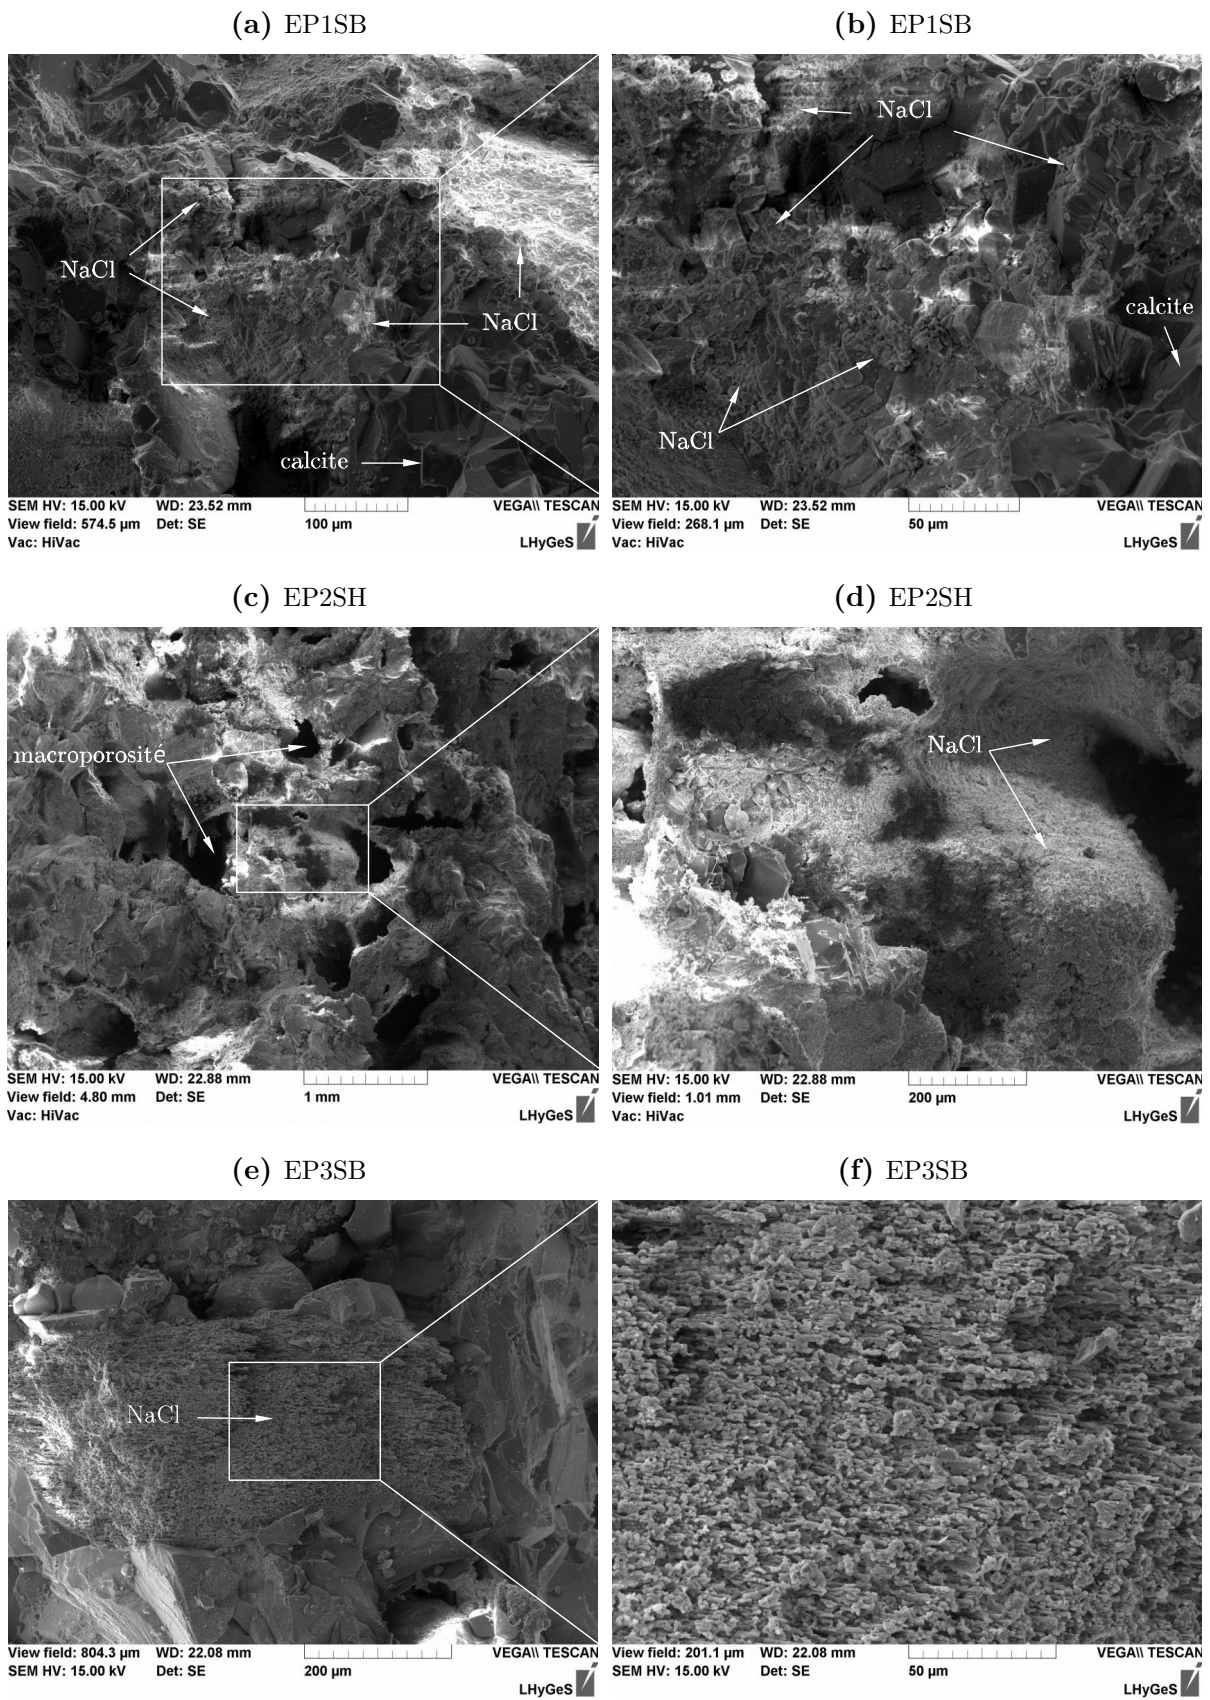 (a) EP1SB
(b) EP1SB
NaCl
NaCl
calcite
SEM HV: 15.00 kV WD: 23.52 mm VEGA\\ TESCAN
View field: 574.5 µm Det: SE 100 µm
Vac: HiVac LHyGeS
NaCl
calcite
NaCl
SEM HV: 15.00 kV WD: 23.52 mm VEGA\\ TESCAN
View field: 268.1 µm Det: SE 50 µm
Vac: HiVac LHyGeS
(c) EP2SH
(d) EP2SH
macroporosité
SEM HV: 15.00 kV WD: 22.88 mm VEGA\\ TESCAN
View field: 4.80 mm Det: SE 1 mm
Vac: HiVac LHyGeS
NaCl
SEM HV: 15.00 kV WD: 22.88 mm VEGA\\ TESCAN
View field: 1.01 mm Det: SE 200 µm
Vac: HiVac LHyGeS
(e) EP3SB
(f) EP3SB
NaCl
View field: 804.3 µm WD: 22.08 mm VEGA\\ TESCAN
SEM HV: 15.00 kV Det: SE 200 µm
LHyGeS
View field: 201.1 µm WD: 22.08 mm VEGA\\ TESCAN
SEM HV: 15.00 kV Det: SE 50 µm
LHyGeS